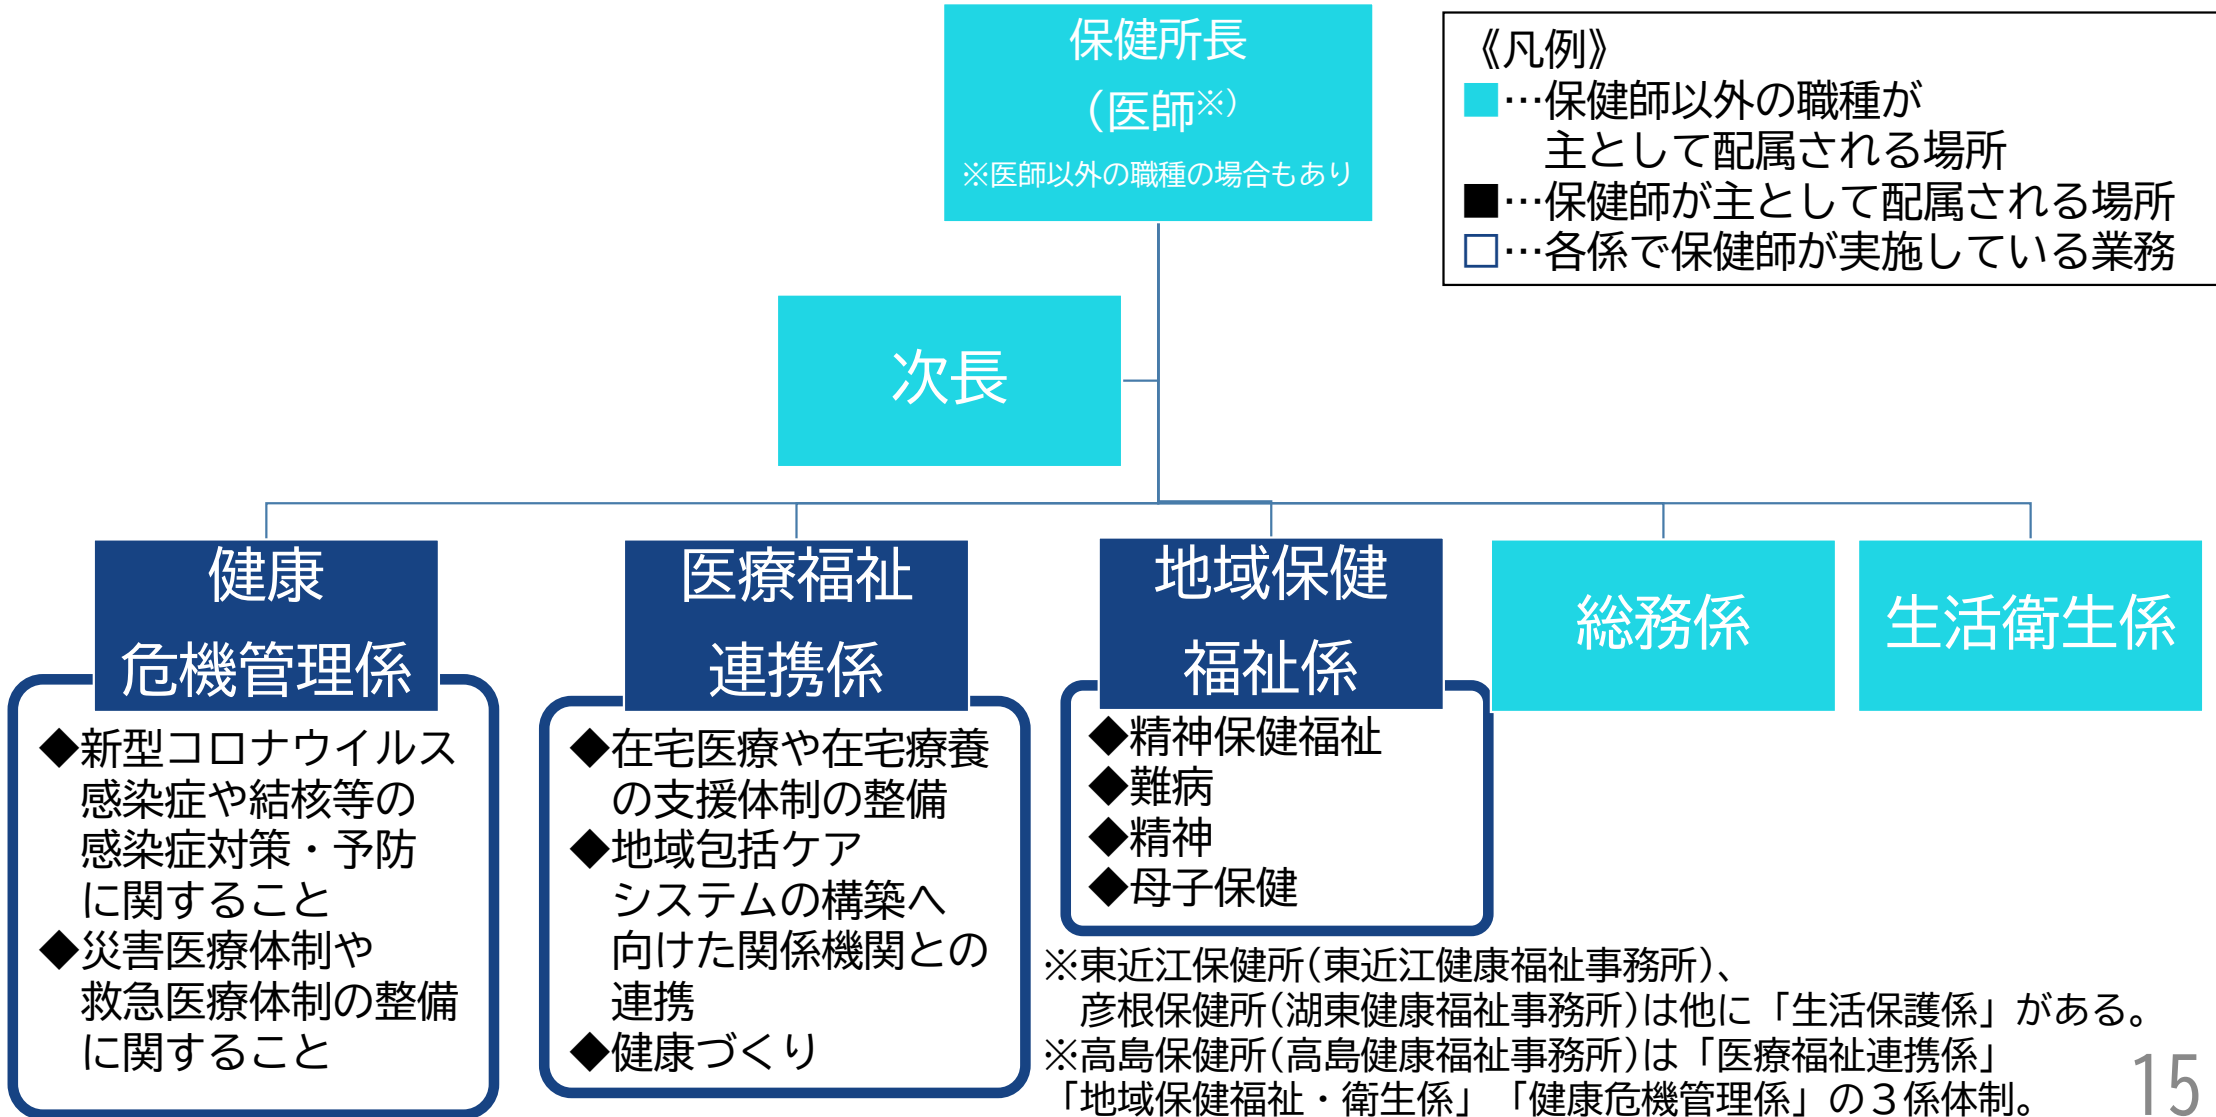 保健所長
（医師※）
※医師以外の職種の場合もあり
《凡例》
■…保健師以外の職種が
主として配属される場所
■…保健師が主として配属される場所
□…各係で保健師が実施している業務
次長
健康
危機管理係
◆新型コロナウイルス
感染症や結核等の
感染症対策・予防
に関すること
◆災害医療体制や
救急医療体制の整備
に関すること
医療福祉
連携係
◆在宅医療や在宅療養
の支援体制の整備
◆地域包括ケア
システムの構築へ
向けた関係機関との
連携
◆健康づくり
地域保健
福祉係
◆精神保健福祉
◆難病
◆精神
◆母子保健
総務係
生活衛生係
※東近江保健所(東近江健康福祉事務所)、
彦根保健所(湖東健康福祉事務所)は他に「生活保護係」がある。
※高島保健所(高島健康福祉事務所)は「医療福祉連携係」
「地域保健福祉・衛生係」「健康危機管理係」の３係体制。
15